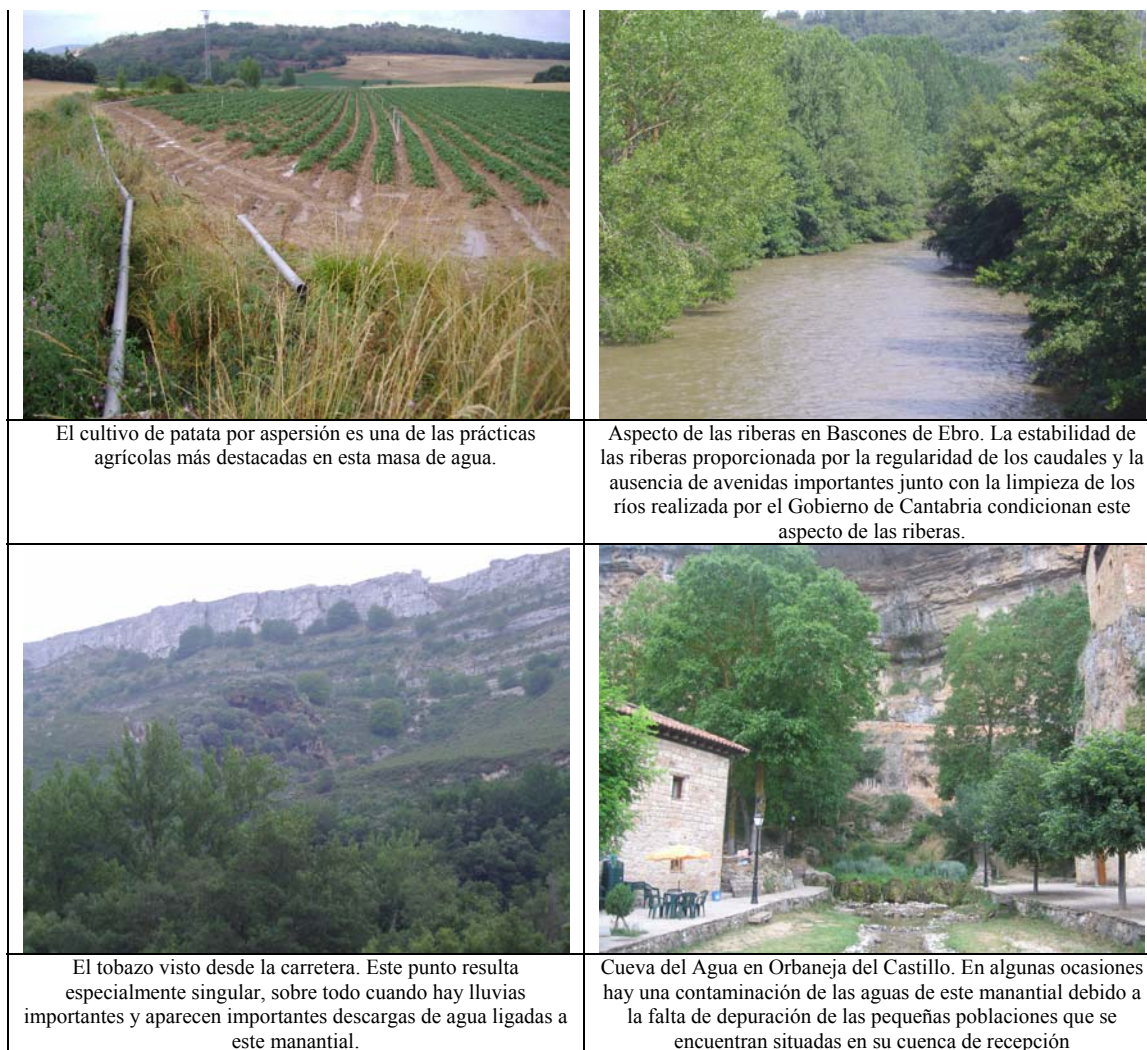 El cultivo de patata por aspersión es una de las prácticas
agrícolas más destacadas en esta masa de agua.
Aspecto de las riberas en Bascones de Ebro. La estabilidad de
las riberas proporcionada por la regularidad de los caudales y la
ausencia de avenidas importantes junto con la limpieza de los
ríos realizada por el Gobierno de Cantabria condicionan este
aspecto de las riberas.
El tobazo visto desde la carretera. Este punto resulta
especialmente singular, sobre todo cuando hay lluvias
importantes y aparecen importantes descargas de agua ligadas a
este manantial.
Cueva del Agua en Orbaneja del Castillo. En algunas ocasiones
hay una contaminación de las aguas de este manantial debido a
la falta de depuración de las pequeñas poblaciones que se
encuentran situadas en su cuenca de recepción